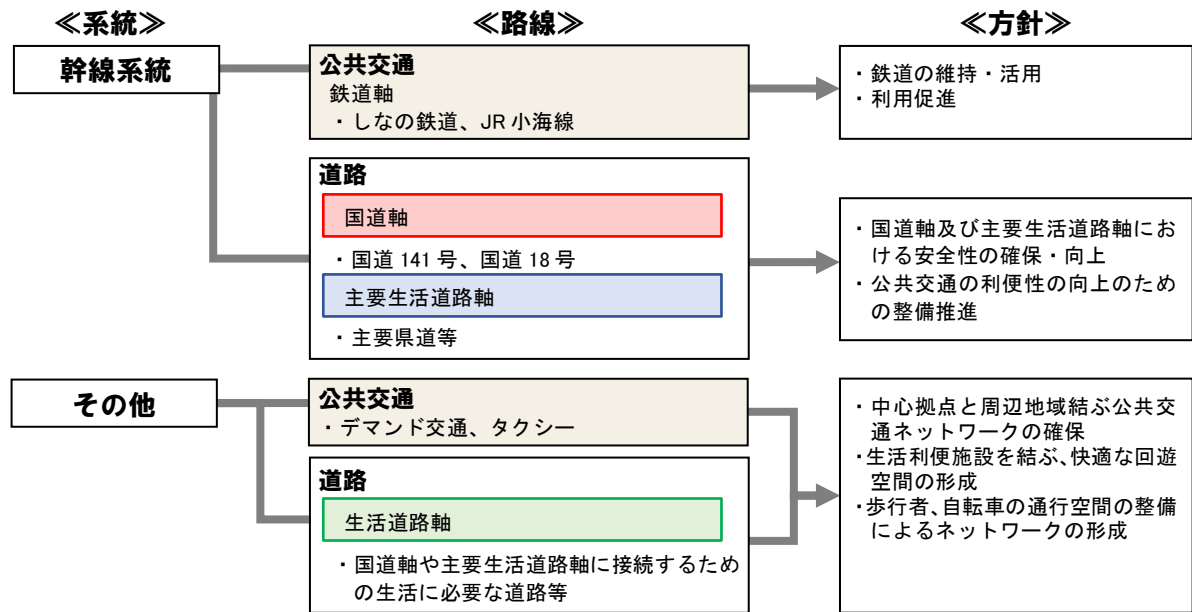 ≪系統≫
≪路線≫
≪方針≫
幹線系統
公共交通
鉄道軸
・しなの鉄道、JR 小海線
・鉄道の維持・活用
・利用促進
道路
国道軸
・国道 141 号、国道 18 号
主要生活道路軸
・主要県道等
・国道軸及び主要生活道路軸にお
ける安全性の確保・向上
・公共交通の利便性の向上のため
の整備推進
その他
公共交通
・デマンド交通、タクシー
道路
生活道路軸
・国道軸や主要生活道路軸に接続するため
の生活に必要な道路等
・中心拠点と周辺地域結ぶ公共交
通ネットワークの確保
・生活利便施設を結ぶ、快適な回遊
空間の形成
・歩行者、自転車の通行空間の整備
によるネットワークの形成